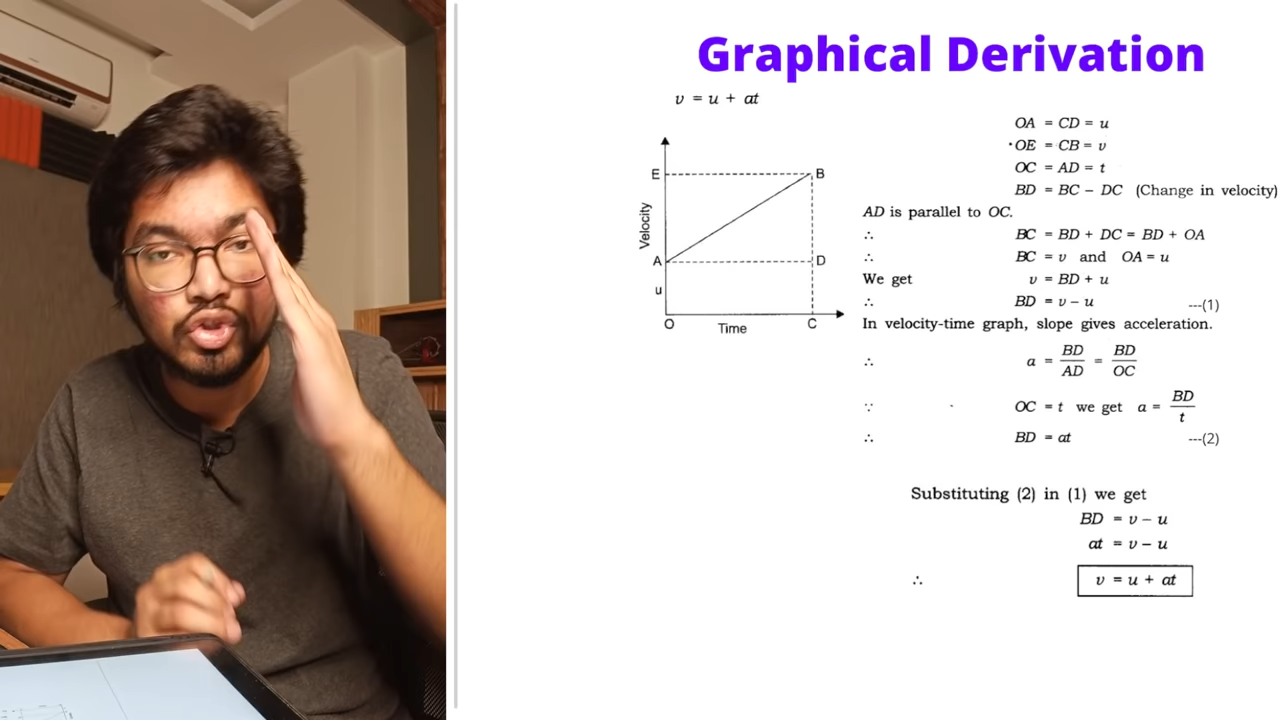 Graphical Derivation
v = u + at
E
B
Velocity
A
D
u
O
Time
C
OA = CD = u
OE = CB = v
OC = AD = t
BD = BC − DC (Change in velocity)
AD is parallel to OC.
∴ BC = BD + DC = BD + OA
∴ BC = v and OA = u
We get v = BD + u
∴ BD = v − u ---(1)
In velocity-time graph, slope gives acceleration.
∴ a = BD/AD = BD/OC
∵ OC = t we get a = BD/t
∴ BD = at ---(2)
Substituting (2) in (1) we get
BD = v − u
at = v − u
∴ v = u + at